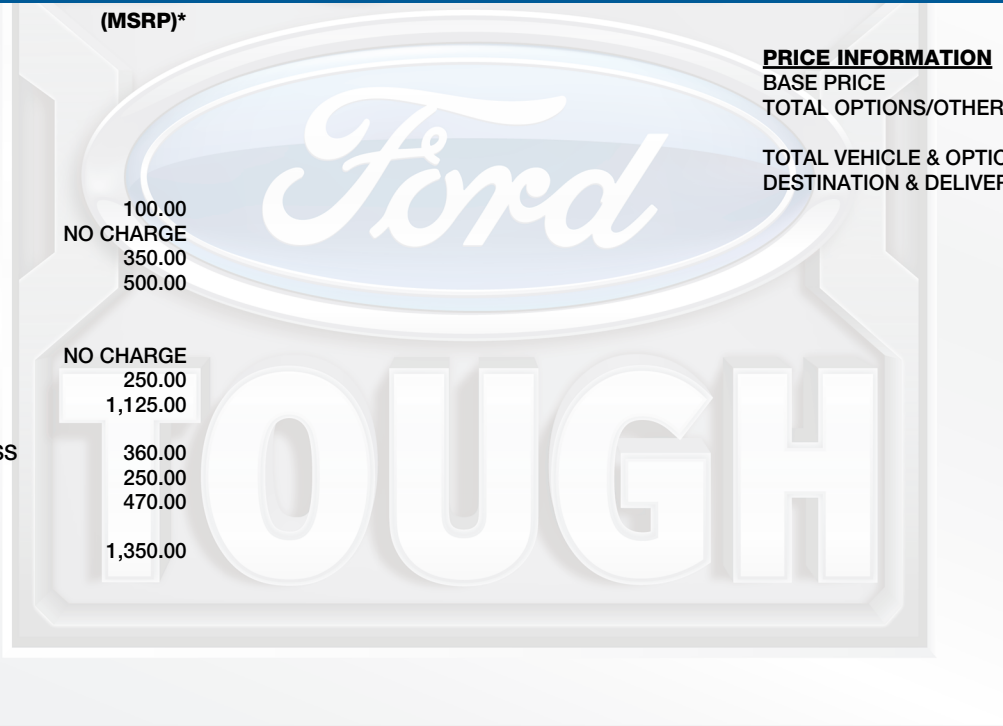 (MSRP)*
PRICE INFORMATION
BASE PRICE
TOTAL OPTIONS/OTHER
TOTAL VEHICLE & OPTIO
DESTINATION & DELIVER
100.00
NO CHARGE
350.00
500.00
NO CHARGE
250.00
1,125.00
SS 360.00
250.00
470.00
1,350.00
Ford
TOUGH